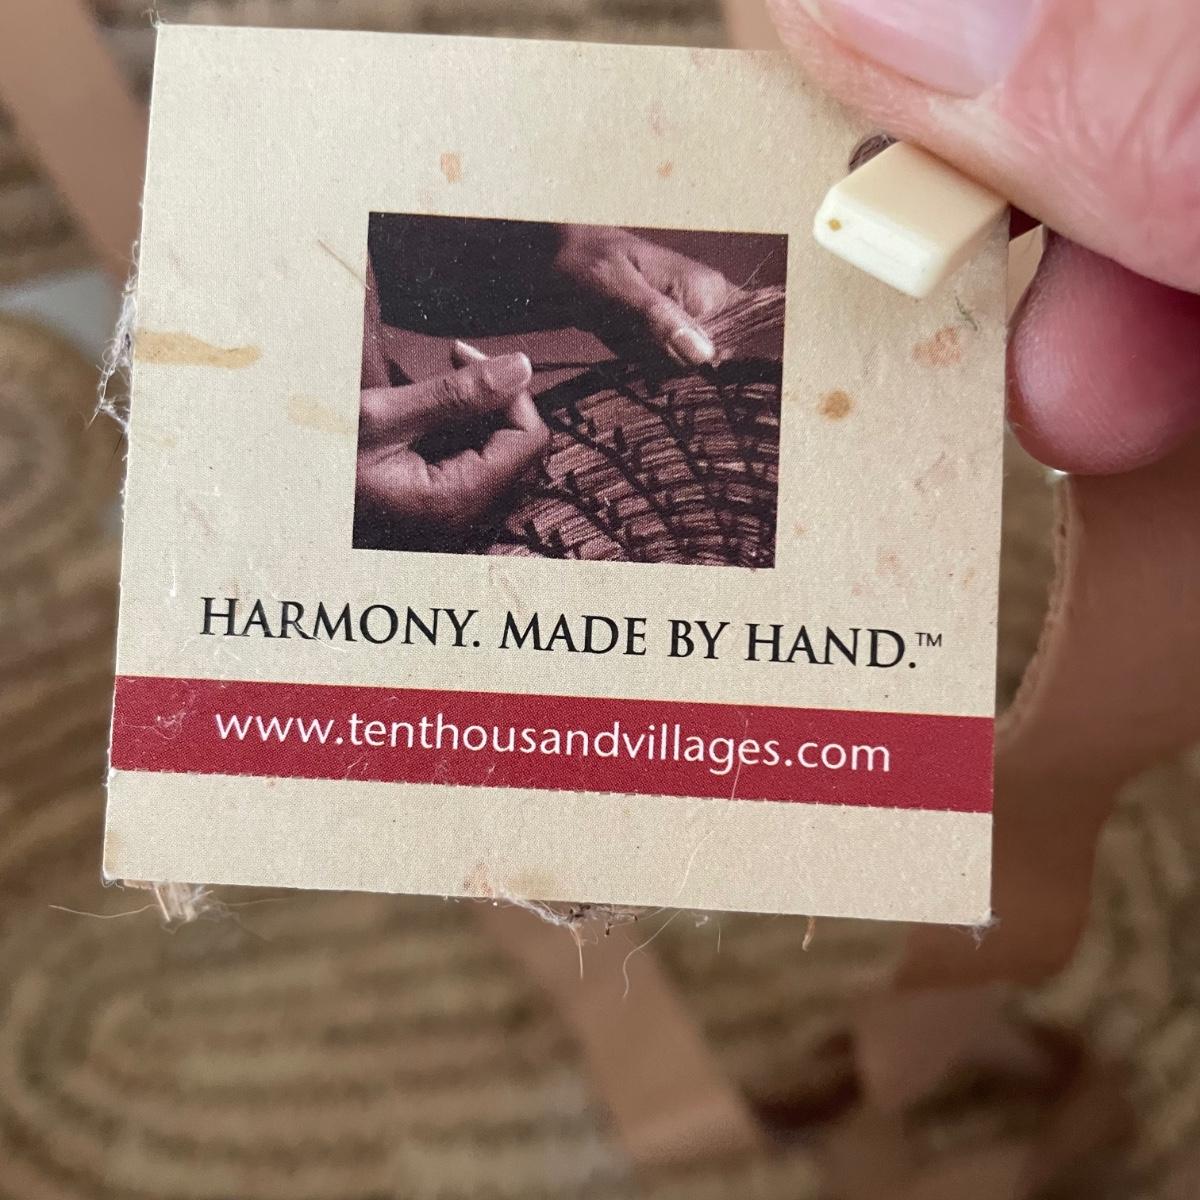 HARMONY. MADE BY HAND.™
www.tenthousandvillages.com